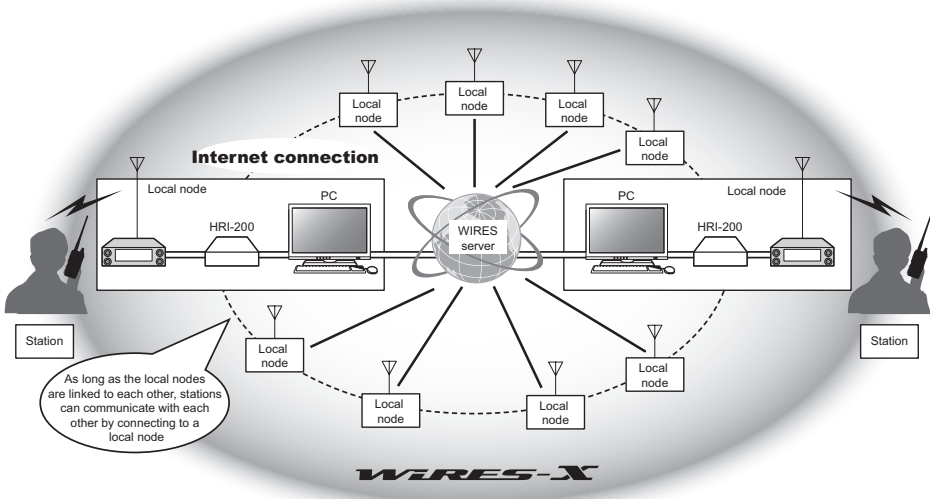 Local
node
Local
node
Local
node
Local
node
Internet connection
Local node
PC
HRI-200
WIRES
server
PC
Local node
HRI-200
Station
Station
Local
node
Local
node
Local
node
Local
node
As long as the local nodes
are linked to each other, stations
can communicate with each
other by connecting to a
local node
WiRES-X